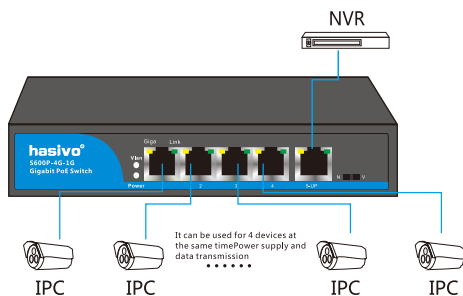 NVR
hasivo®
S600P-4G-1G
Gigabit PoE Switch
Giga Link
Vlan
Power
2 3 4 5-UP
N V
It can be used for 4 devices at
the same timePower supply and
data transmission
IPC IPC IPC IPC